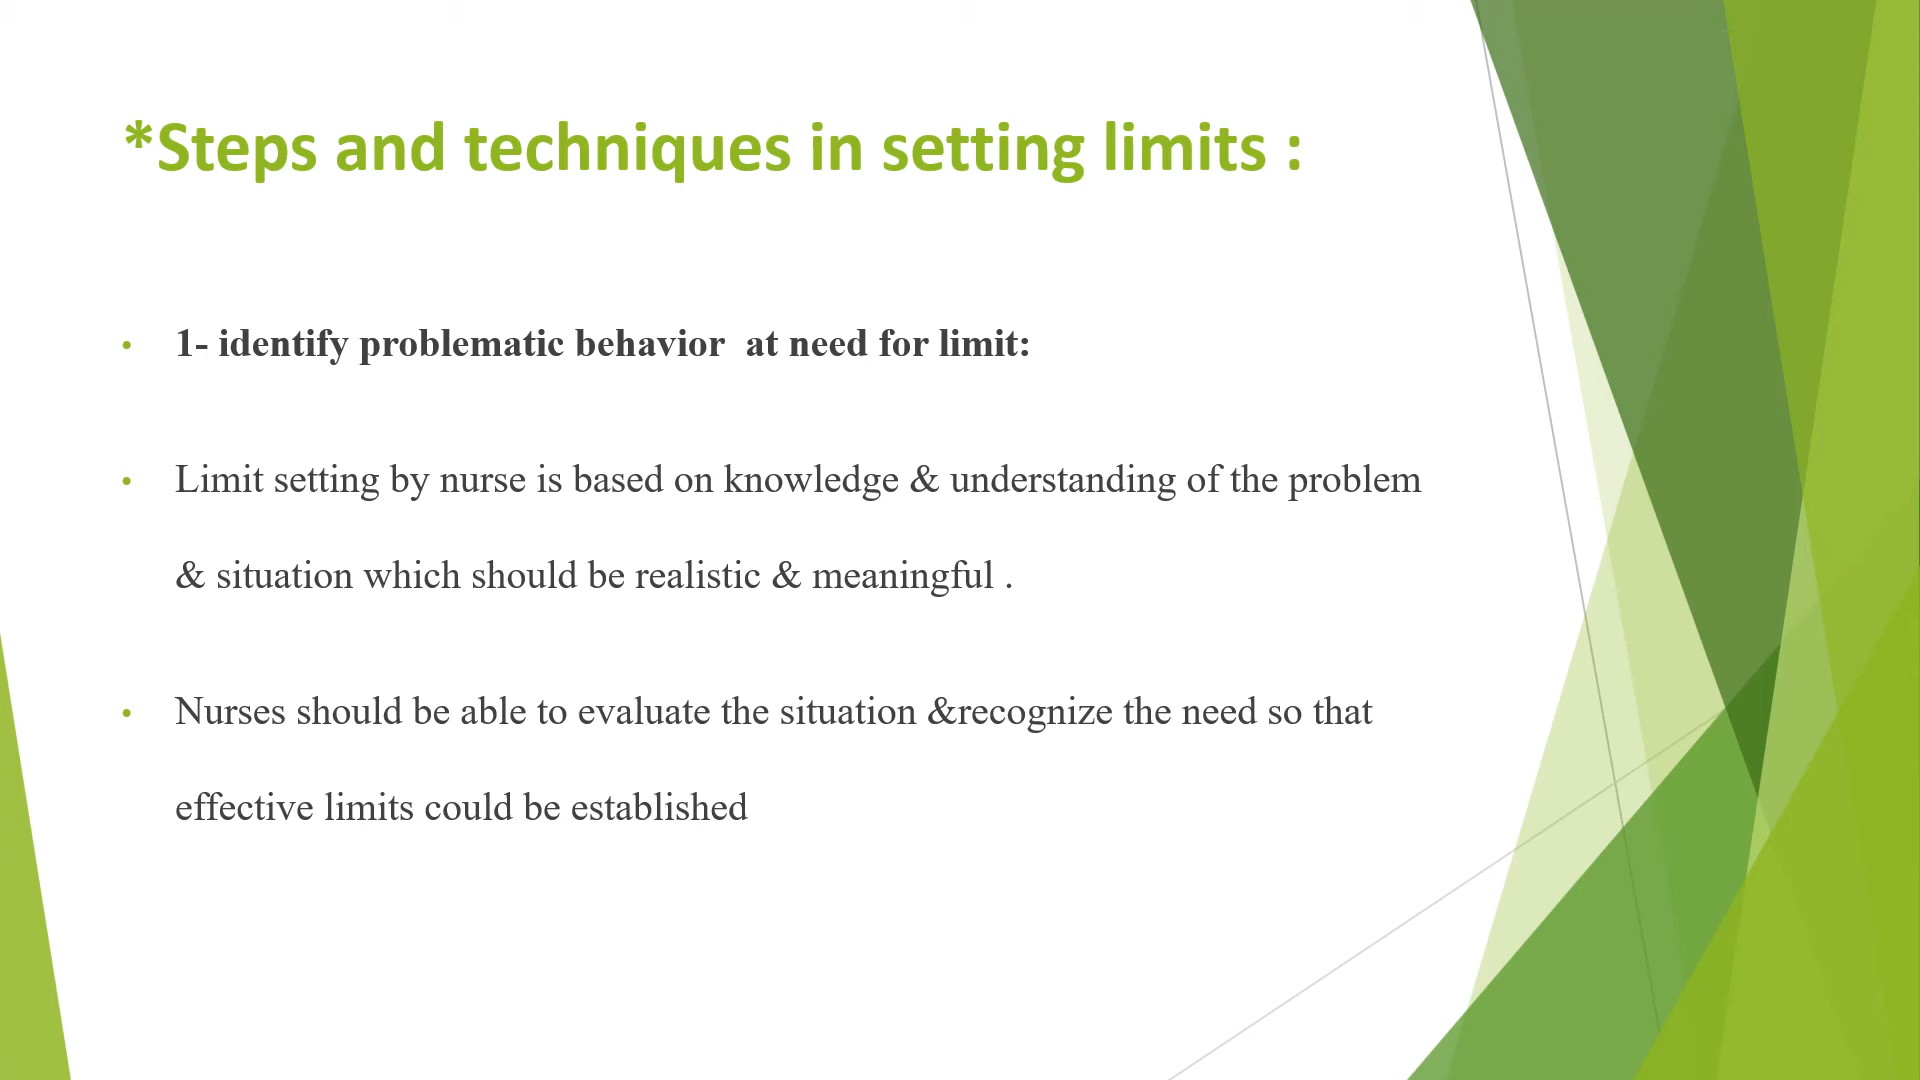 *Steps and techniques in setting limits :
• 1- identify problematic behavior  at need for limit:
• Limit setting by nurse is based on knowledge & understanding of the problem
& situation which should be realistic & meaningful .
• Nurses should be able to evaluate the situation &recognize the need so that
effective limits could be established